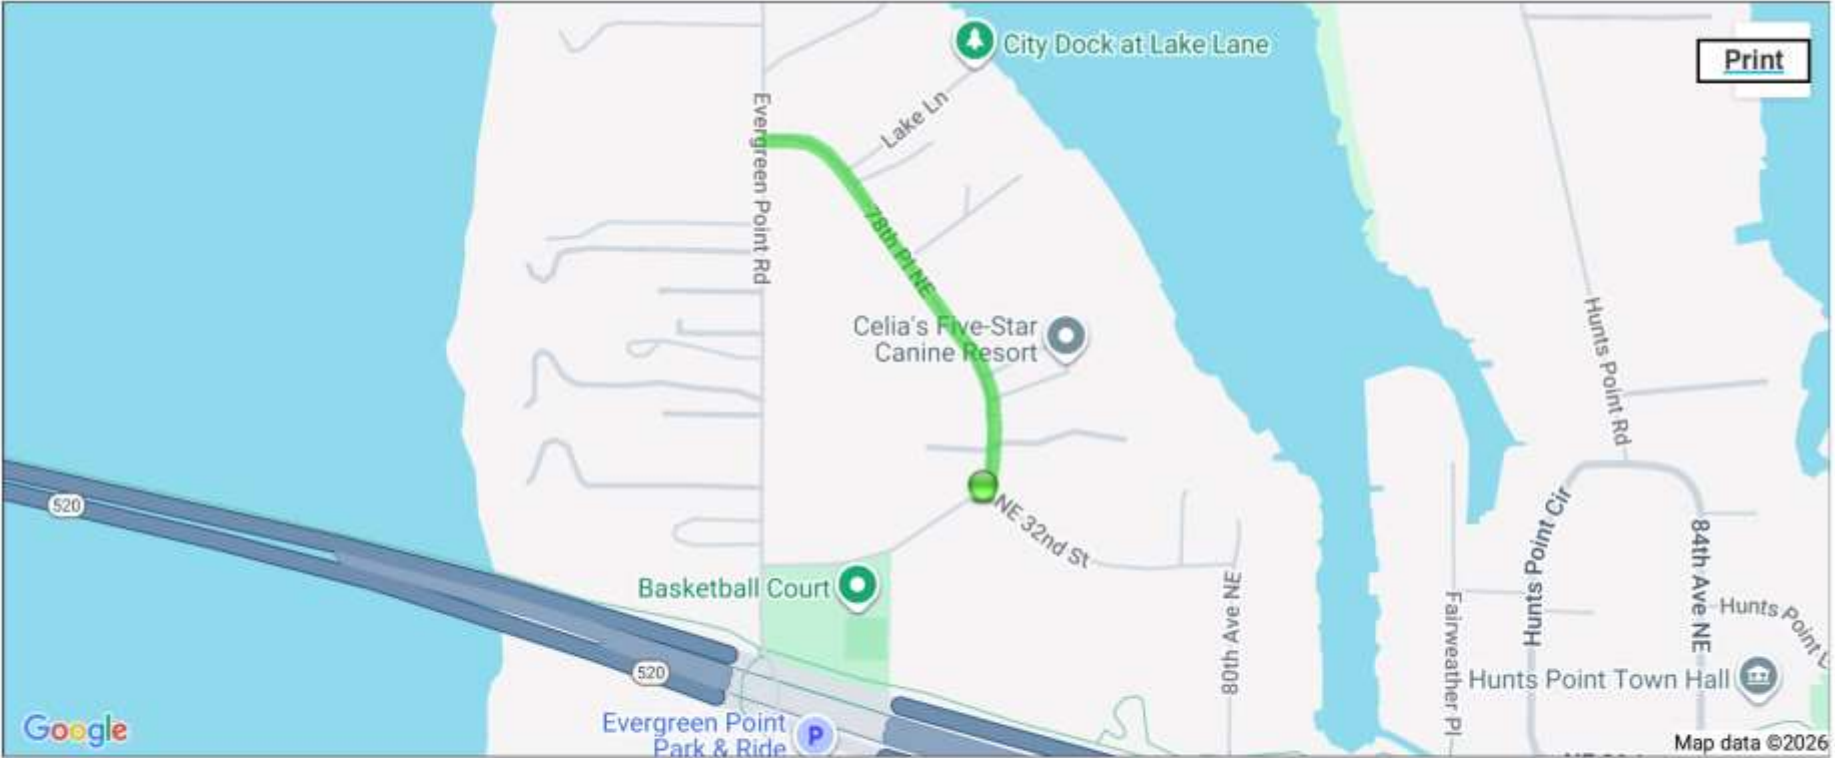 City Dock at Lake Lane
Print
Lake Ln
Evergreen Point Rd
78th Pl NE
Celia's Five-Star
Canine Resort
Hunts Point Rd
520
NE 32nd St
Hunts Point Cir
84th Ave NE
Basketball Court
80th Ave NE
Fairweather Pl
Hunts Point
520
Hunts Point Town Hall
Google
Evergreen Point
Park & Ride
P
Map data ©2026